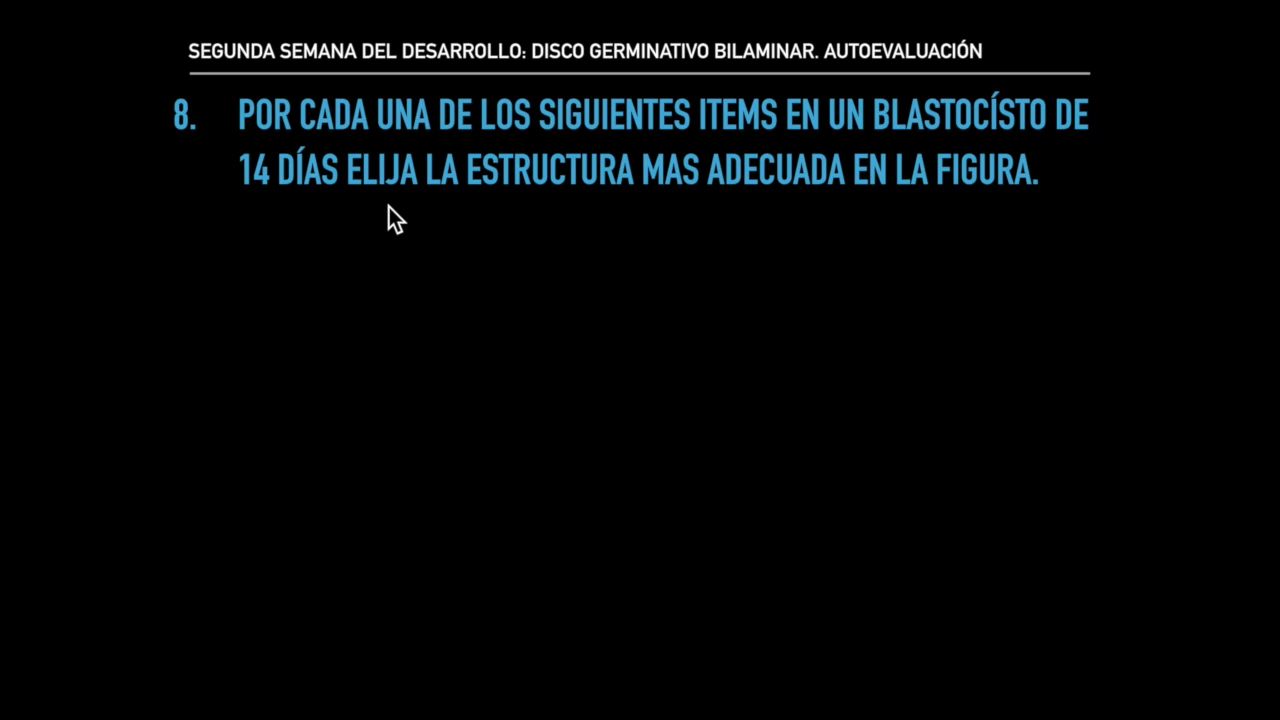 SEGUNDA SEMANA DEL DESARROLLO: DISCO GERMINATIVO BILAMINAR. AUTOEVALUACIÓN
8. POR CADA UNA DE LOS SIGUIENTES ITEMS EN UN BLASTOCÍSTO DE
14 DÍAS ELIJA LA ESTRUCTURA MAS ADECUADA EN LA FIGURA.